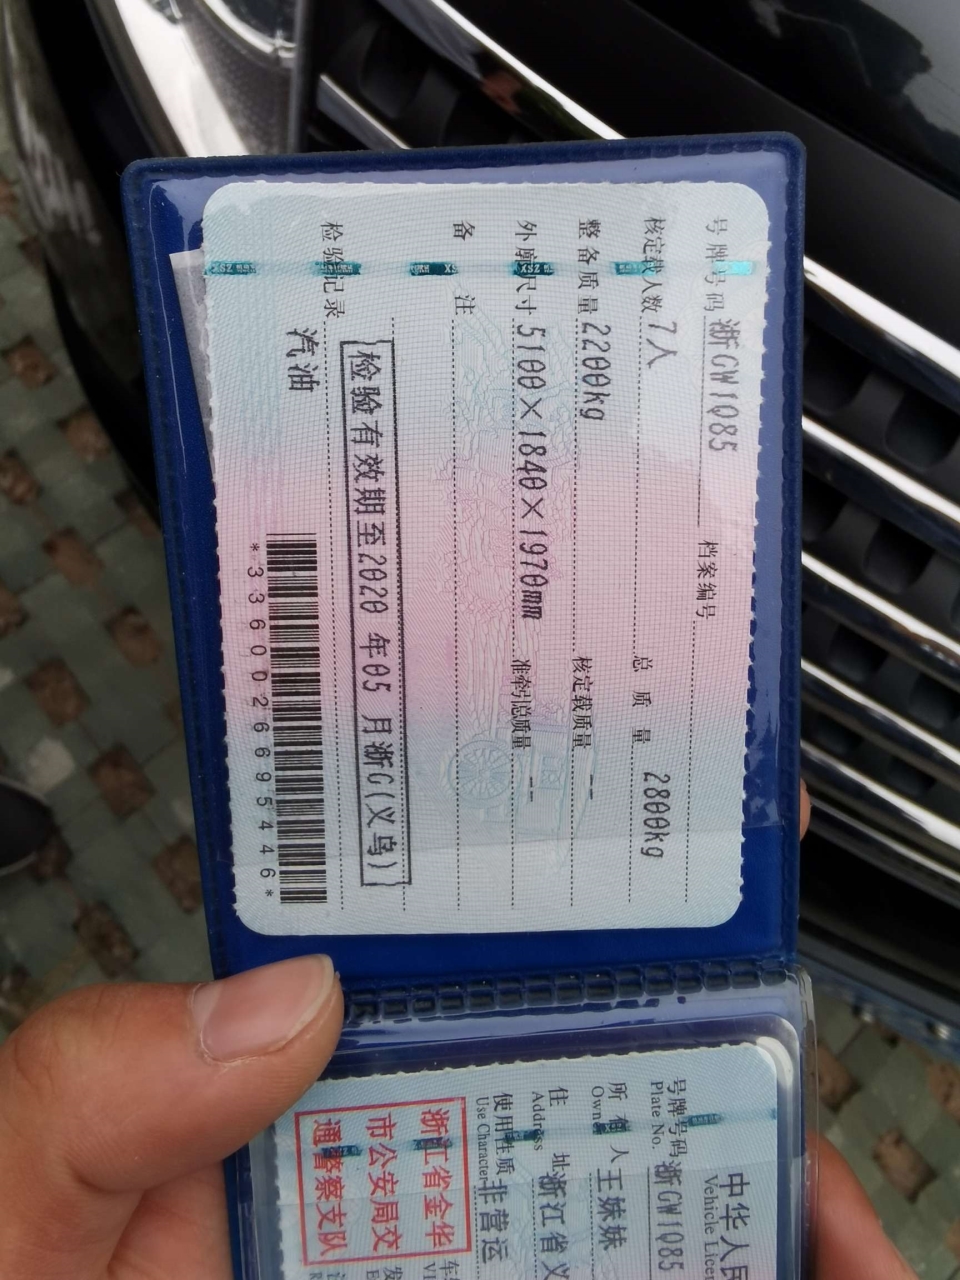 号牌号码 浙GW1Q85 档案编号
核定载人数 7人 总质量 2800kg
整备质量 2200kg 核定载质量 --
外廓尺寸 5100×1840×1970mm 准牵引总质量 --
备注
检验有效期至2020 年05 月浙G(义乌)
检验记录
汽油
*3360026695446*
中华人民
Vehicle Licen
号牌号码 浙GW1Q85
Plate No.
所有人 王妹妹
Owner
住址 浙江省义
Address
使用性质 非营运
Use Character
浙江省金华
市公安局交
通警察支队